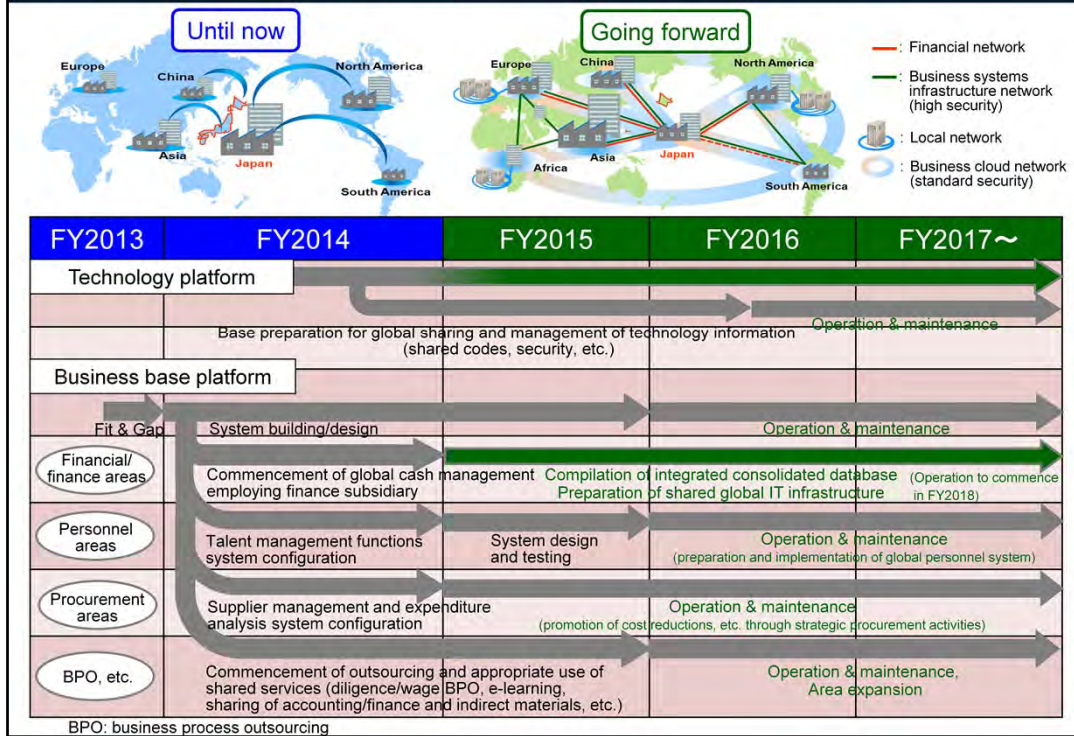 Until now
Going forward
Europe
China
North America
Asia
Japan
South America
Europe
China
North America
Africa
Asia
Japan
South America
: Financial network
: Business systems
infrastructure network
(high security)
: Local network
: Business cloud network
(standard security)
FY2013
FY2014
FY2015
FY2016
FY2017～
Technology platform
Base preparation for global sharing and management of technology information
(shared codes, security, etc.)
Operation & maintenance
Business base platform
Fit & Gap
System building/design
Operation & maintenance
Financial/
finance areas
Commencement of global cash management
employing finance subsidiary
Compilation of integrated consolidated database
Preparation of shared global IT infrastructure
(Operation to commence
in FY2018)
Personnel
areas
Talent management functions
system configuration
System design
and testing
Operation & maintenance
(preparation and implementation of global personnel system)
Procurement
areas
Supplier management and expenditure
analysis system configuration
Operation & maintenance
(promotion of cost reductions, etc. through strategic procurement activities)
BPO, etc.
Commencement of outsourcing and appropriate use of
shared services (diligence/wage BPO, e-learning,
sharing of accounting/finance and indirect materials, etc.)
Operation & maintenance,
Area expansion
BPO: business process outsourcing